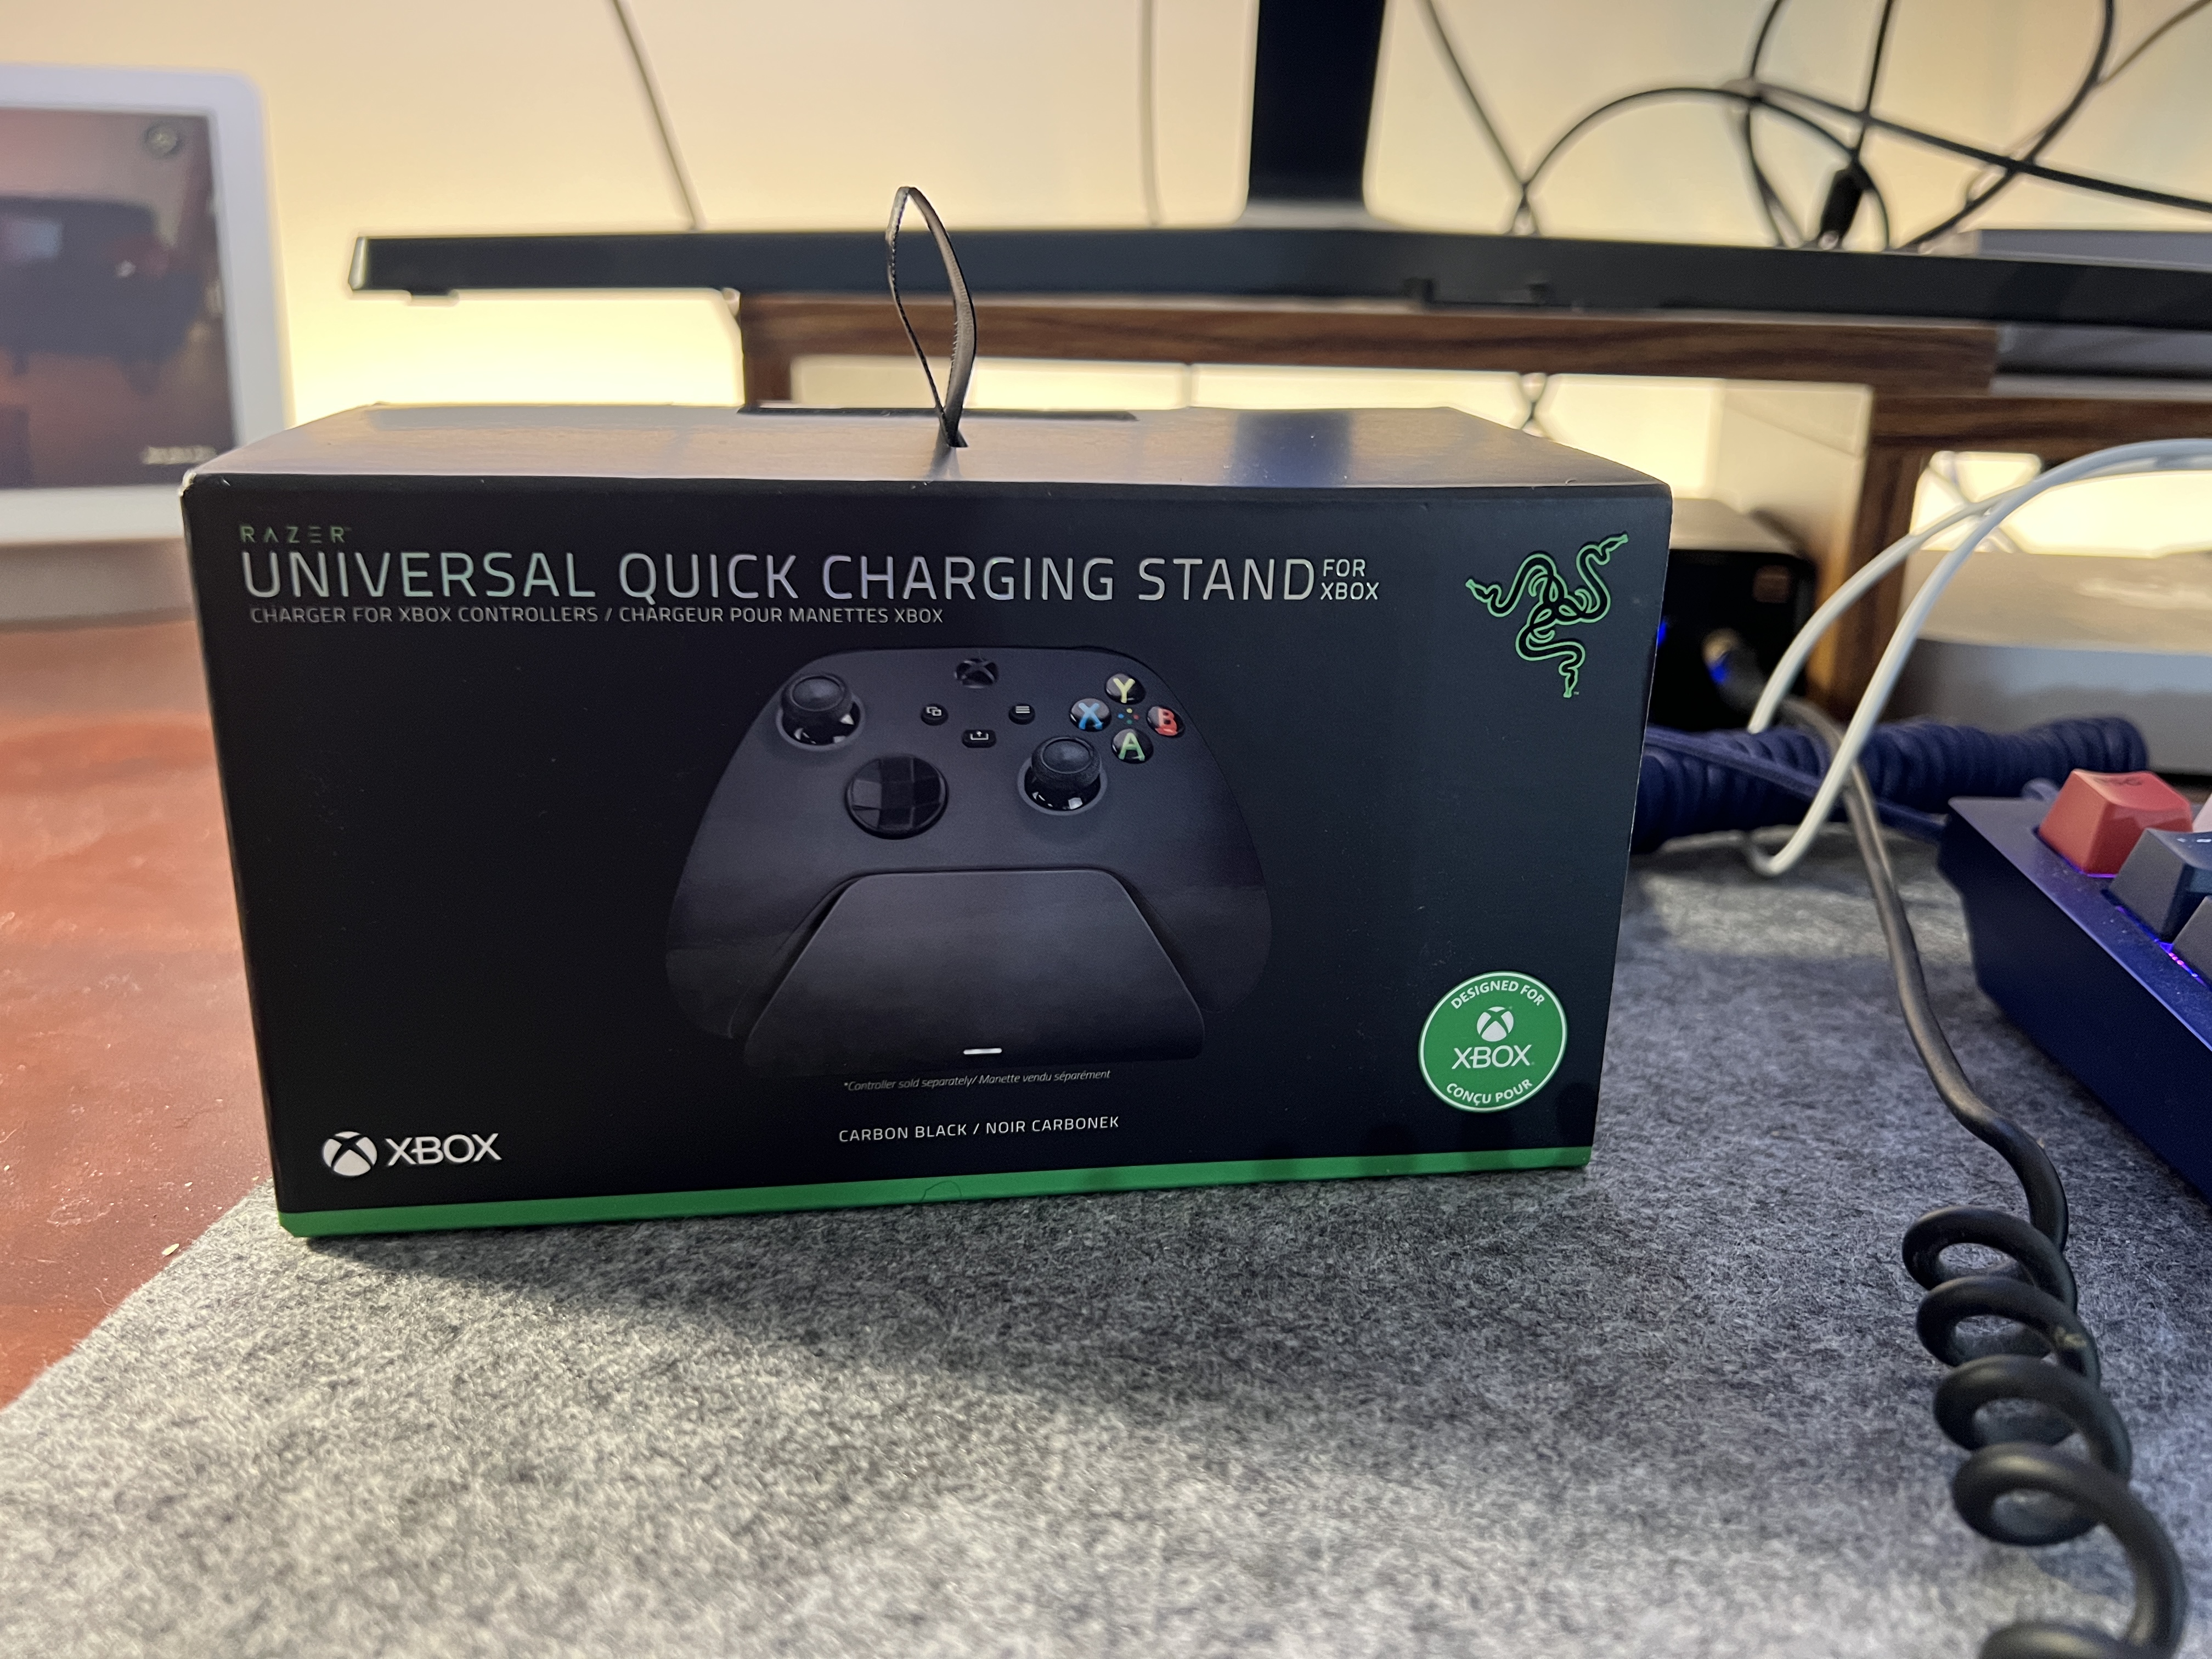 RAZER™
UNIVERSAL QUICK CHARGING STAND FOR XBOX
CHARGER FOR XBOX CONTROLLERS / CHARGEUR POUR MANETTES XBOX
Y
X B
A
*Controller sold separately/ Manette vendu séparément
CARBON BLACK / NOIR CARBONEK
XBOX
DESIGNED FOR
XBOX
CONÇU POUR